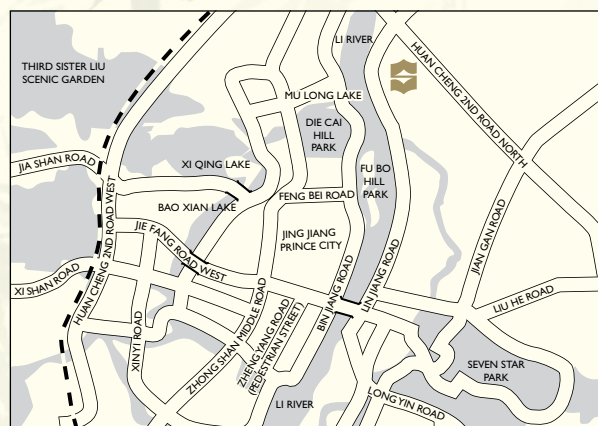 LI RIVER
HUAN CHENG 2ND ROAD NORTH
THIRD SISTER LIU
SCENIC GARDEN
MU LONG LAKE
DIE CAI
HILL
PARK
JIA SHAN ROAD
XI QING LAKE
FU BO
HILL
PARK
FENG BEI ROAD
BAO XIAN LAKE
HUAN CHENG 2ND ROAD WEST
JIE FANG ROAD WEST
JING JIANG
PRINCE CITY
JIAN GAN ROAD
XI SHAN ROAD
BIN JIANG ROAD
LIN JIANG ROAD
LIU HE ROAD
XINYI ROAD
ZHONG SHAN MIDDLE ROAD
ZHENG YANG ROAD
(PEDESTRIAN STREET)
SEVEN STAR
PARK
LI RIVER
LONG YIN ROAD